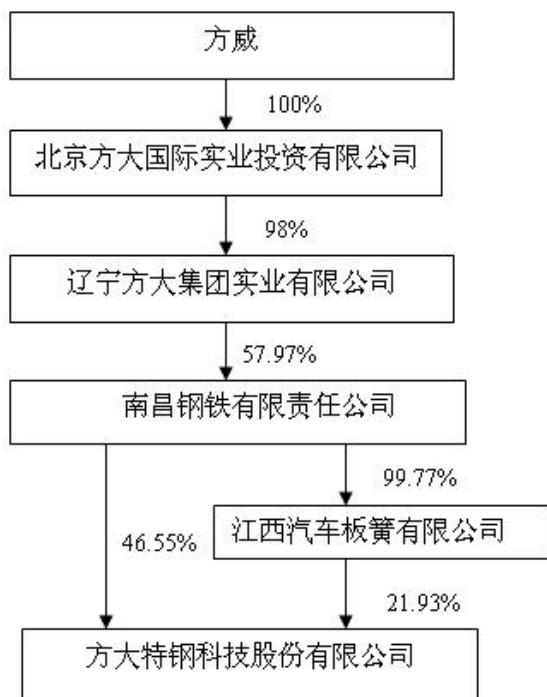 方威
100%
北京方大国际实业投资有限公司
98%
辽宁方大集团实业有限公司
57.97%
南昌钢铁有限责任公司
99.77%
江西汽车板簧有限公司
46.55%
21.93%
方大特钢科技股份有限公司